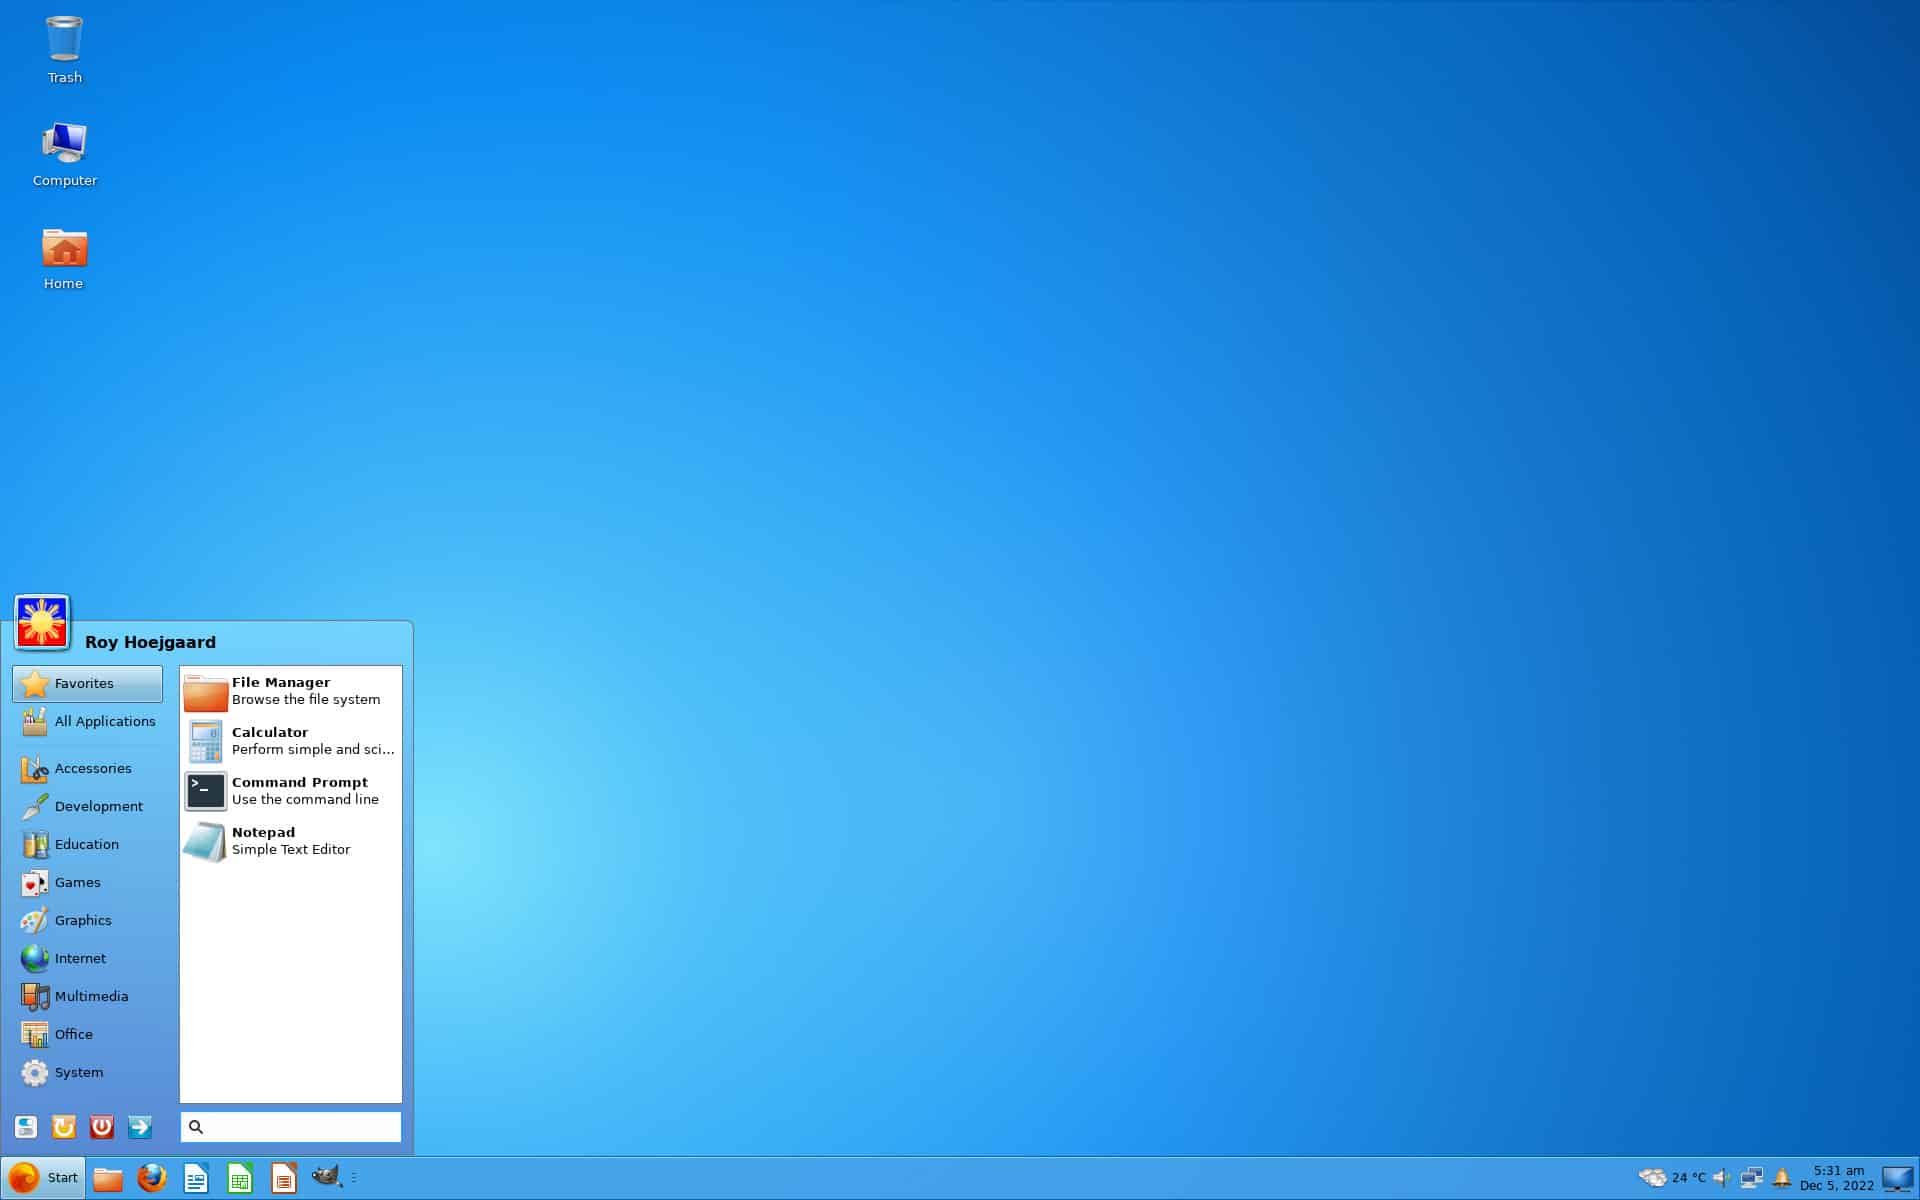 Trash
Computer
Home
Roy Hoejgaard
Favorites
All Applications
Accessories
Development
Education
Games
Graphics
Internet
Multimedia
Office
System
File Manager
Browse the file system
Calculator
Perform simple and sci...
Command Prompt
Use the command line
Notepad
Simple Text Editor
Start
24 °C
5:31 am
Dec 5, 2022